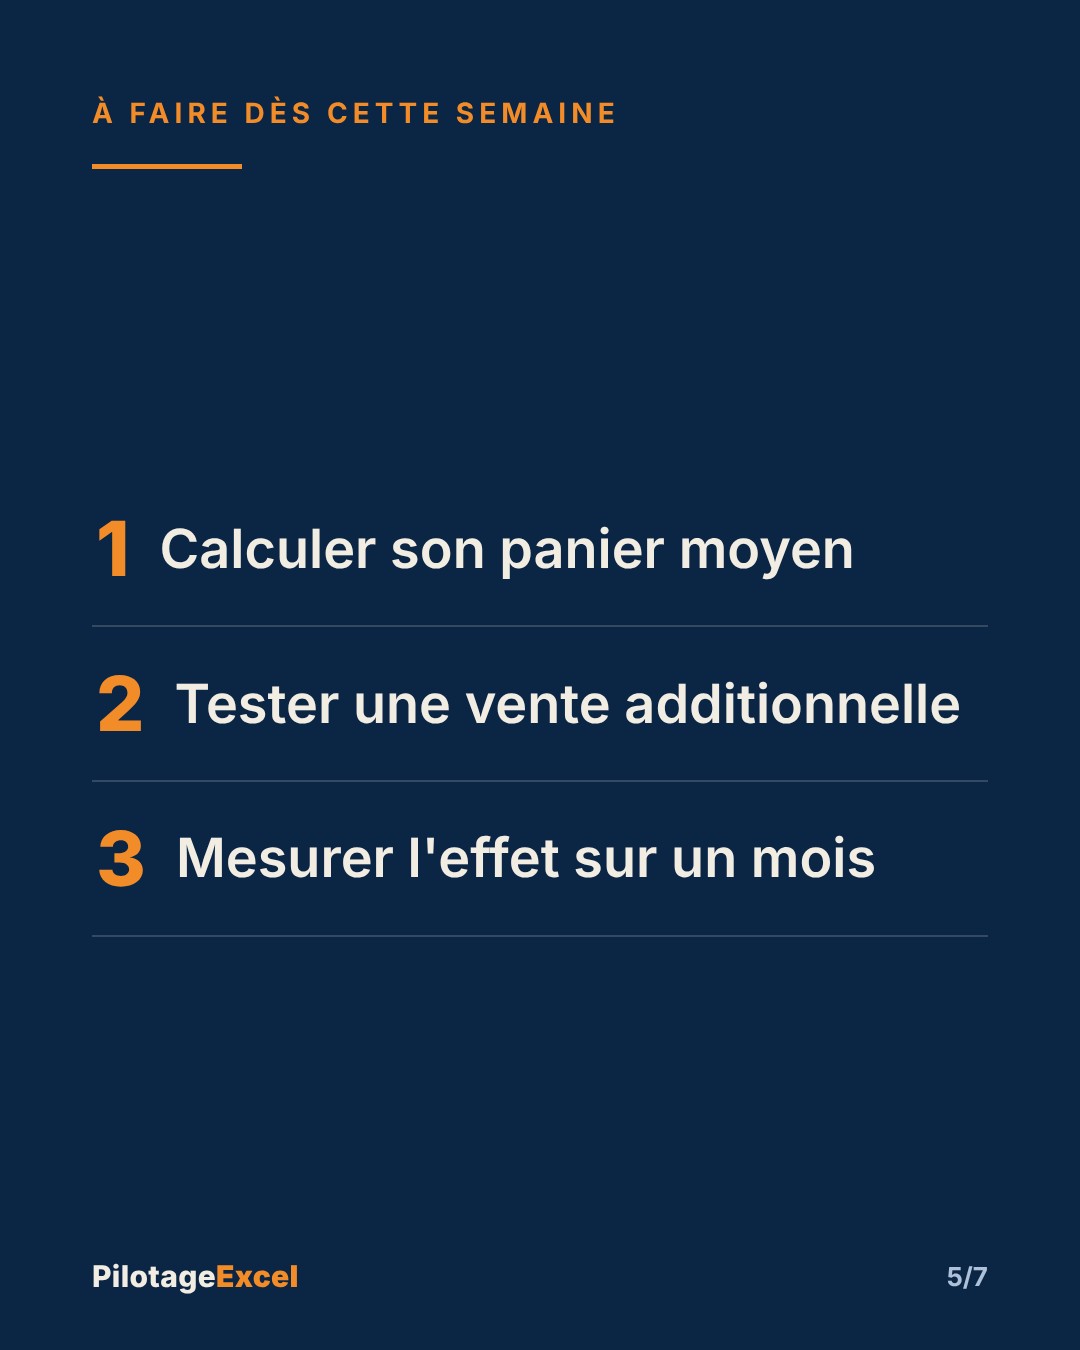 À FAIRE DÈS CETTE SEMAINE
1 Calculer son panier moyen
2 Tester une vente additionnelle
3 Mesurer l'effet sur un mois
PilotageExcel
5/7